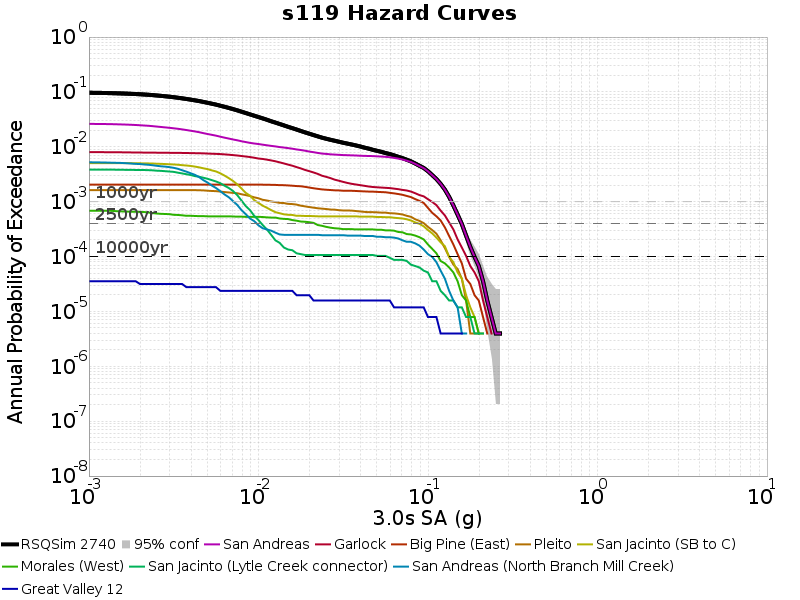 s119 Hazard Curves
Annual Probability of Exceedance
10^0
10^-1
10^-2
10^-3
10^-4
10^-5
10^-6
10^-7
10^-8
1000yr
2500yr
10000yr
10^-3 10^-2 10^-1 10^0 10^1
3.0s SA (g)
RSQSim 2740 95% conf San Andreas Garlock Big Pine (East) Pleito San Jacinto (SB to C)
Morales (West) San Jacinto (Lytle Creek connector) San Andreas (North Branch Mill Creek)
Great Valley 12